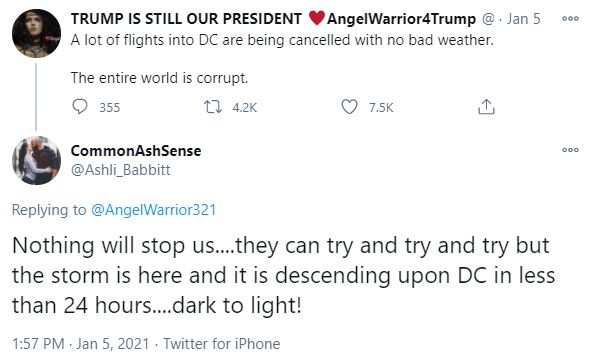 TRUMP IS STILL OUR PRESIDENT ❤AngelWarrior4Trump @ · Jan 5
A lot of flights into DC are being cancelled with no bad weather.
The entire world is corrupt.
355 4.2K 7.5K
CommonAshSense
@Ashli_Babbitt
Replying to @AngelWarrior321
Nothing will stop us....they can try and try and try but
the storm is here and it is descending upon DC in less
than 24 hours....dark to light!
1:57 PM · Jan 5, 2021 · Twitter for iPhone